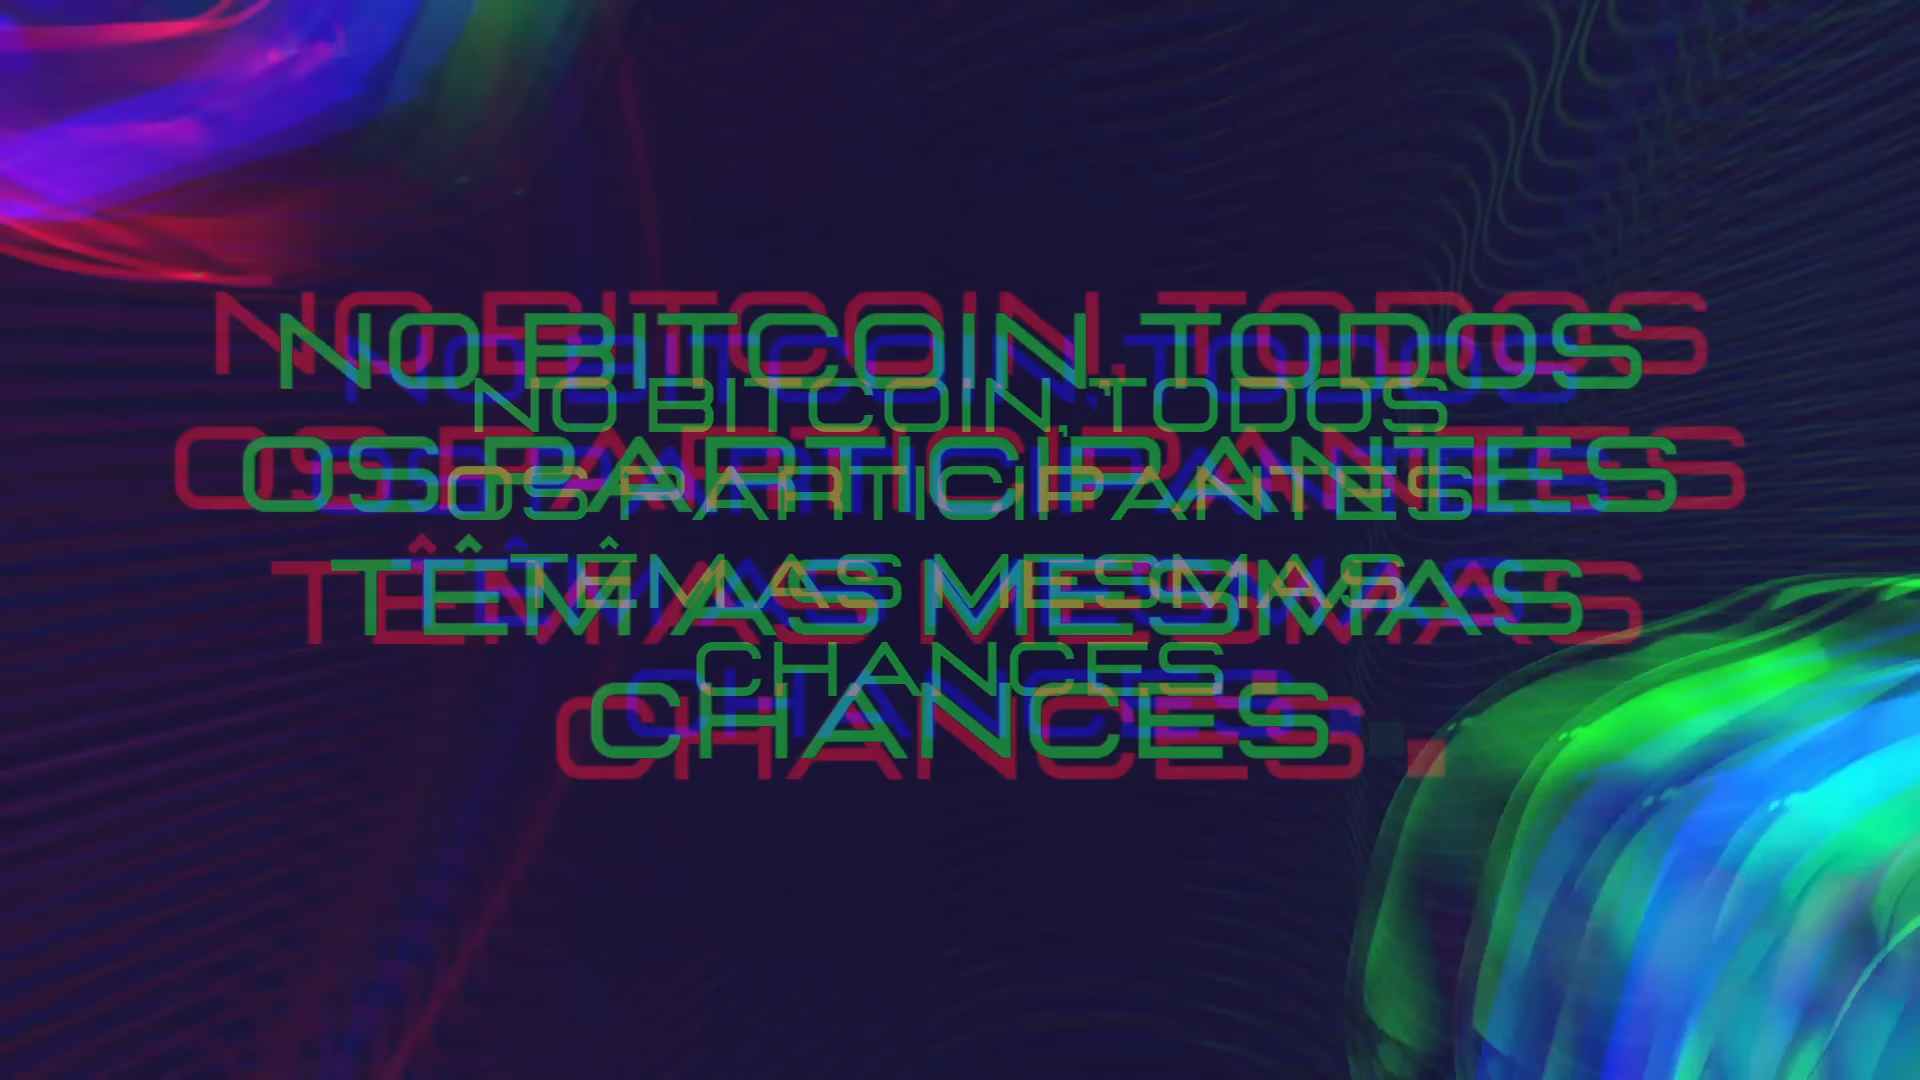 NO BITCOIN, TODOS
OS PARTICIPANTES
TÊM AS MESMAS
CHANCES.